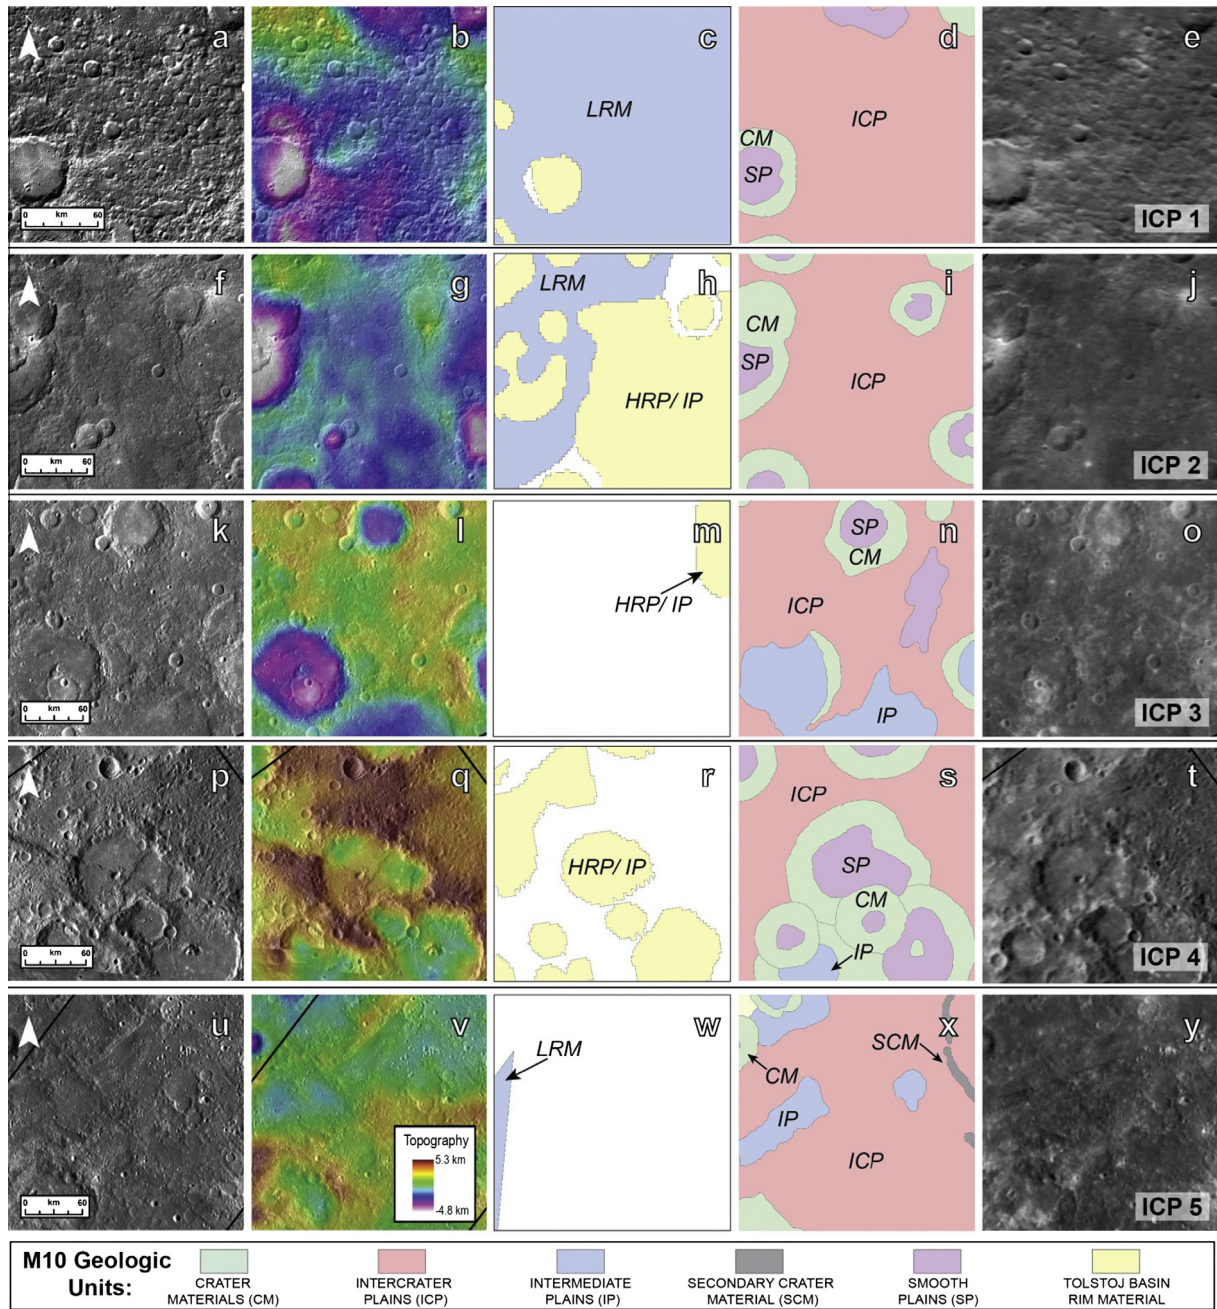 a
b
c
d
e
LRM
ICP
CM
SP
km
0 60
ICP 1
f
g
h
i
j
LRM
CM
SP
ICP
HRP/ IP
km
0 60
ICP 2
k
l
m
n
o
SP
CM
HRP/ IP
ICP
km
0 60
IP
ICP 3
p
q
r
s
t
ICP
HRP/ IP
SP
CM
IP
km
0 60
ICP 4
u
v
w
x
y
LRM
SCM
CM
IP
ICP
Topography
5.3 km
-4.8 km
km
0 60
ICP 5
M10 Geologic
Units:
CRATER
MATERIALS (CM)
INTERCRATER
PLAINS (ICP)
INTERMEDIATE
PLAINS (IP)
SECONDARY CRATER
MATERIAL (SCM)
SMOOTH
PLAINS (SP)
TOLSTOJ BASIN
RIM MATERIAL